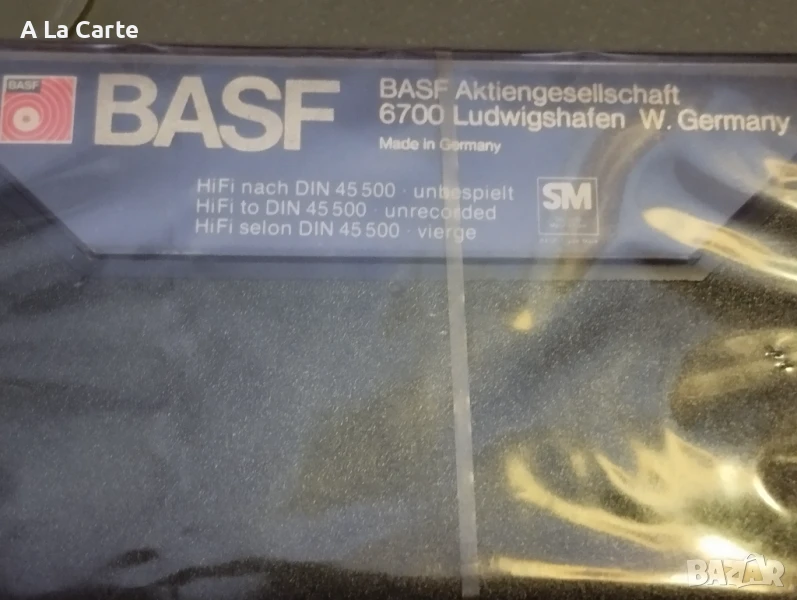 A La Carte
BASF
BASF
BASF Aktiengesellschaft
6700 Ludwigshafen W. Germany
Made in Germany
HiFi nach DIN 45 500 · unbespielt
HiFi to DIN 45 500 · unrecorded
HiFi selon DIN 45 500 · vierge
SM
BAZAR